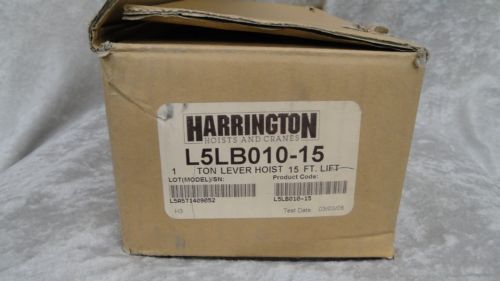 HARRINGTON
HOISTS AND CRANES
L5LB010-15
1 TON LEVER HOIST 15 FT. LIFT
LOT(MODEL)/SN: Product Code:
L5A5T1409052 L5LB010-15
H3 Test Date: 03/03/06